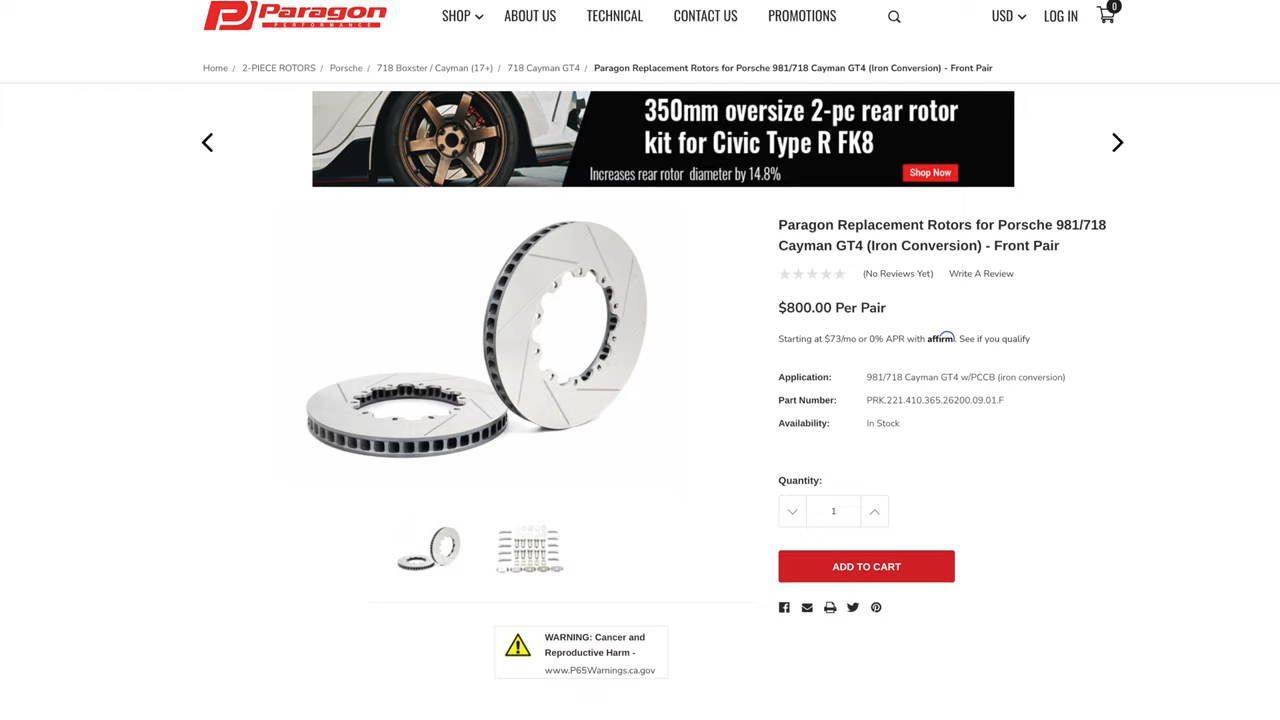 Paragon
PERFORMANCE
SHOP
ABOUT US
TECHNICAL
CONTACT US
PROMOTIONS
USD
LOG IN
0
Home / 2-PIECE ROTORS / Porsche / 718 Boxster / Cayman (17+) / 718 Cayman GT4 / Paragon Replacement Rotors for Porsche 981/718 Cayman GT4 (Iron Conversion) - Front Pair
350mm oversize 2-pc rear rotor
kit for Civic Type R FK8
Increases rear rotor diameter by 14.8%
Shop Now
Paragon Replacement Rotors for Porsche 981/718
Cayman GT4 (Iron Conversion) - Front Pair
(No Reviews Yet) Write A Review
$800.00 Per Pair
Starting at $73/mo or 0% APR with affirm. See if you qualify
Application: 981/718 Cayman GT4 w/PCCB (iron conversion)
Part Number: PRK.221.410.365.26200.09.01.F
Availability: In Stock
Quantity:
1
ADD TO CART
WARNING: Cancer and
Reproductive Harm -
www.P65Warnings.ca.gov